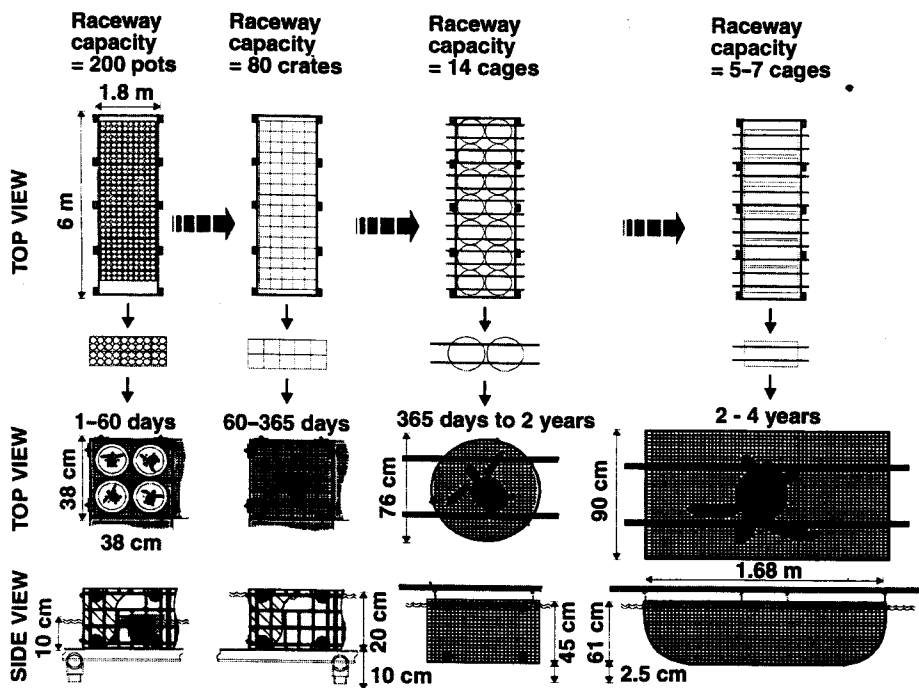 Raceway
capacity
= 200 pots
Raceway
capacity
= 80 crates
Raceway
capacity
= 14 cages
Raceway
capacity
= 5-7 cages
1.8 m
6 m
TOP VIEW
1-60 days
60-365 days
365 days to 2 years
2 - 4 years
TOP VIEW
38 cm
38 cm
76 cm
90 cm
1.68 m
SIDE VIEW
10 cm
20 cm
10 cm
45 cm
61 cm
2.5 cm